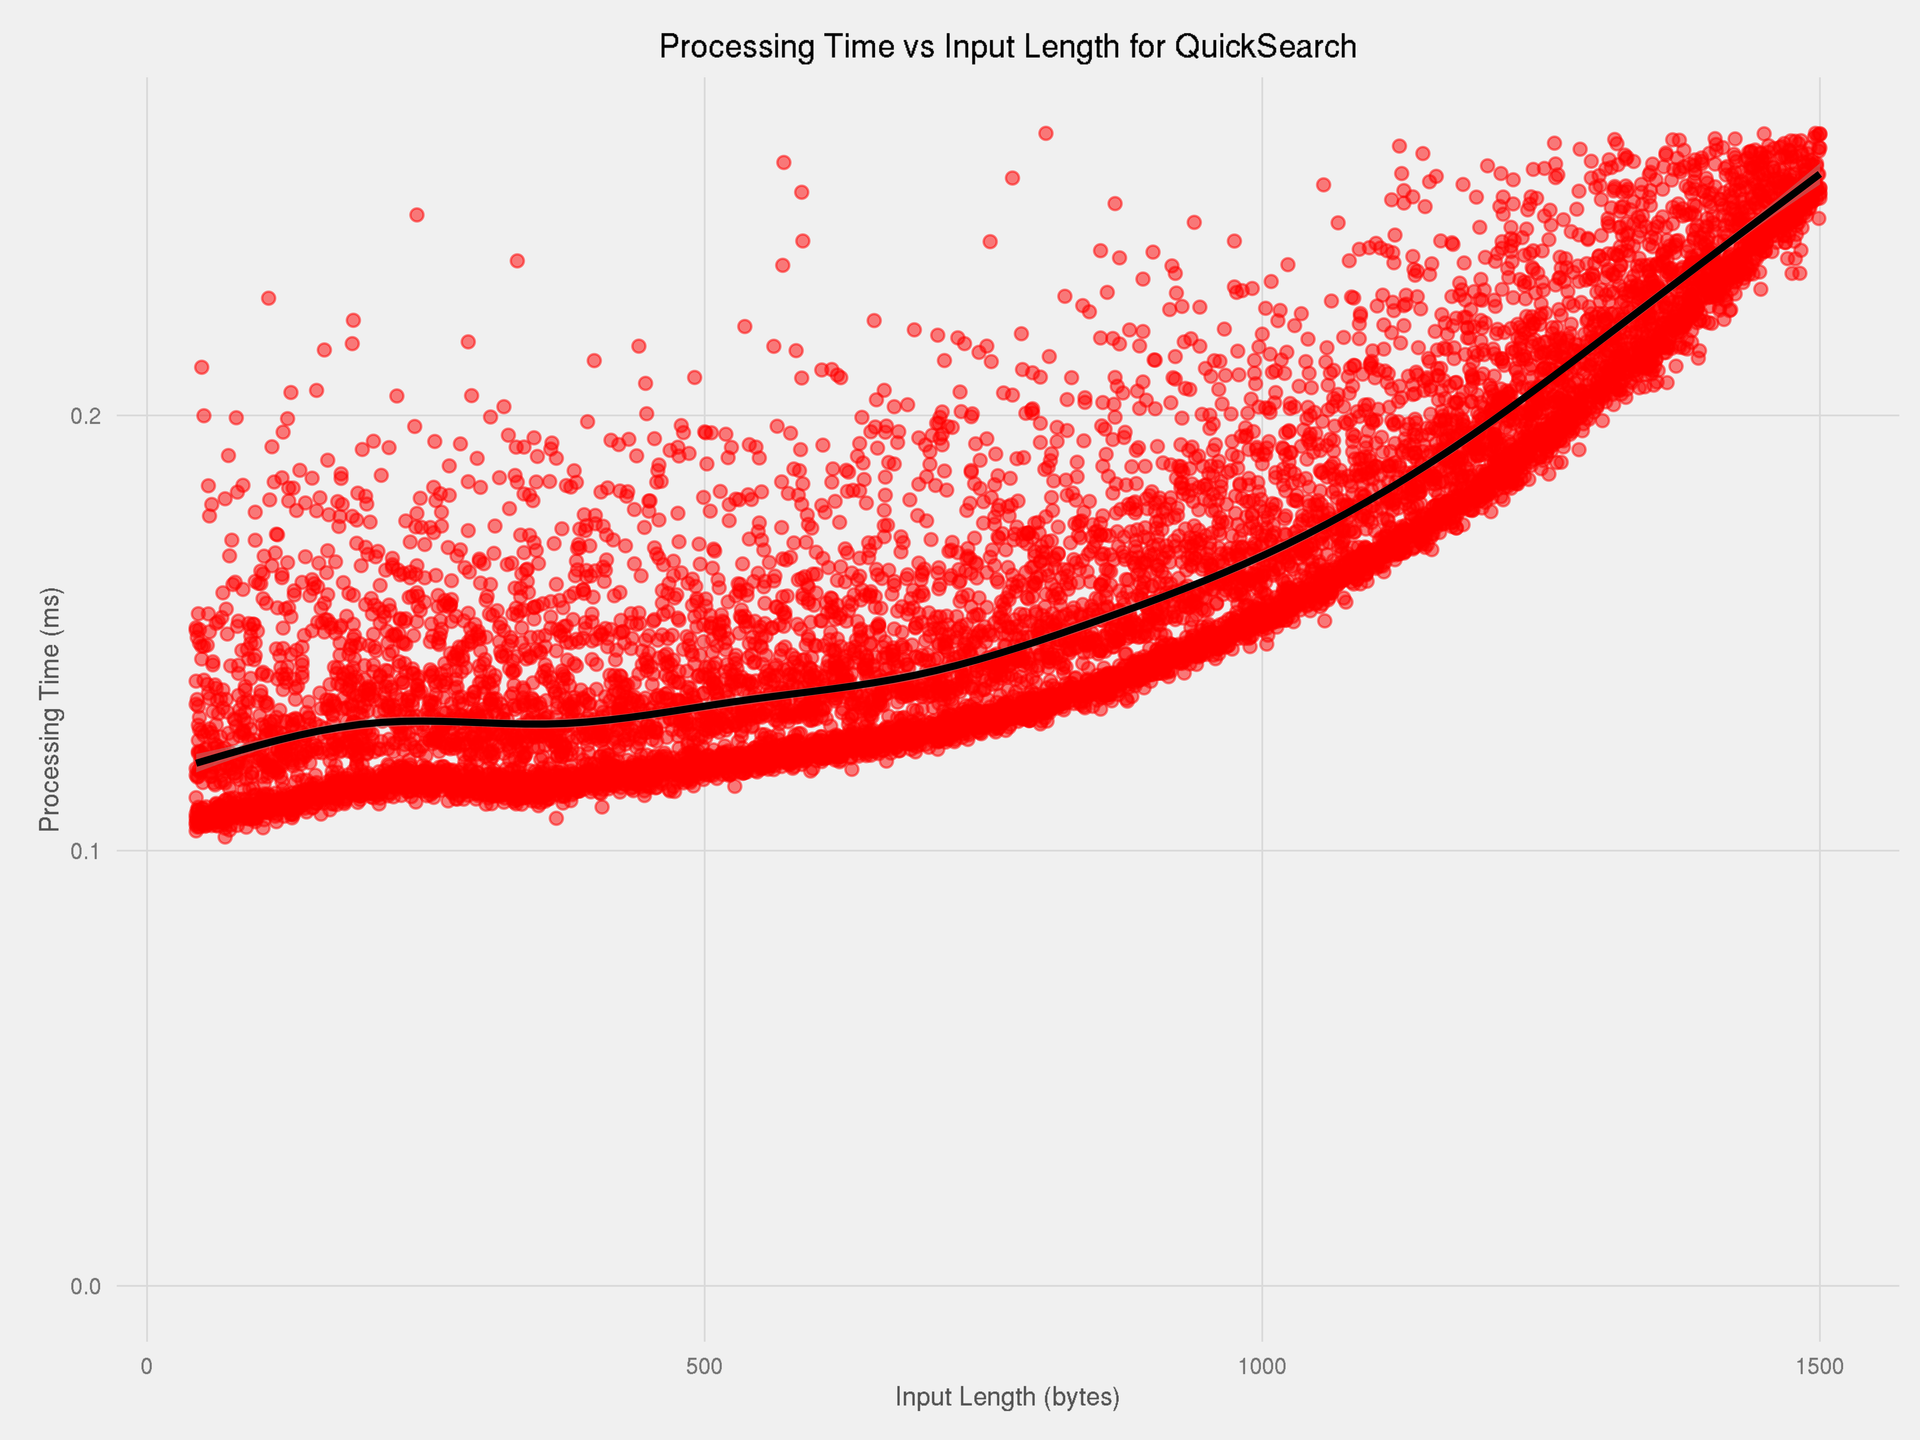 Processing Time vs Input Length for QuickSearch
Processing Time (ms)
0.2
0.1
0.0
0
500
1000
1500
Input Length (bytes)